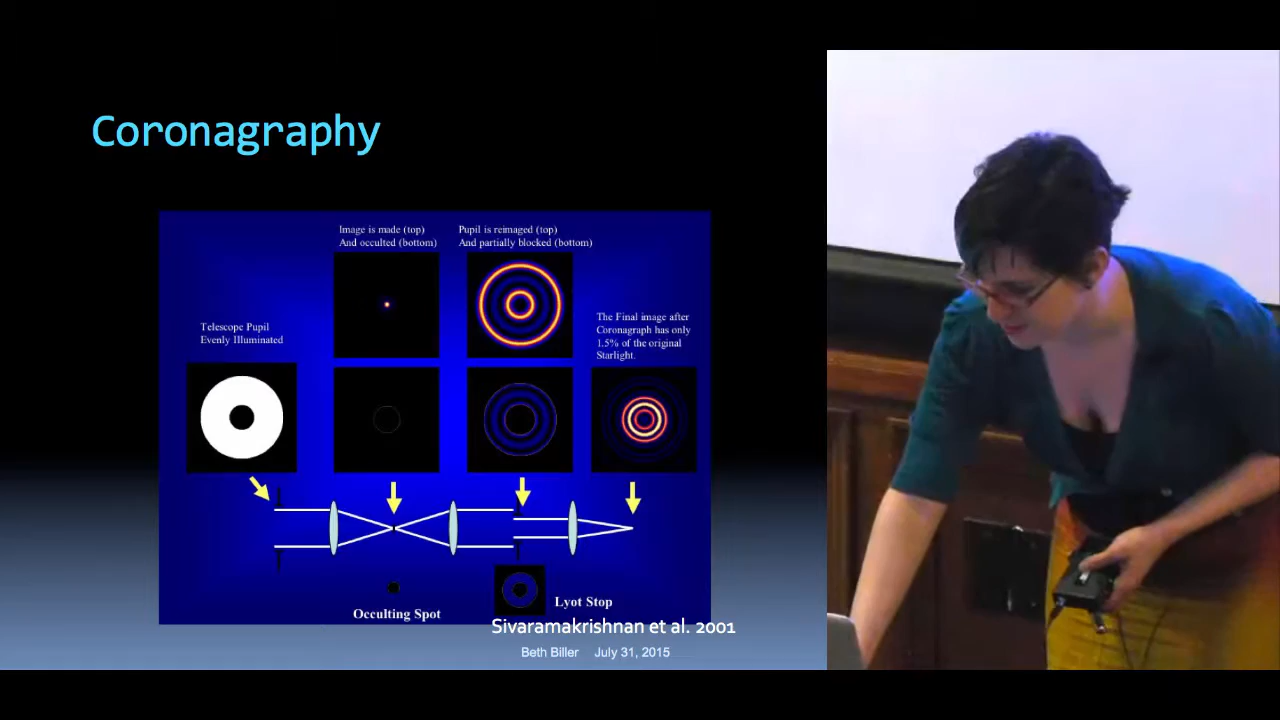 Coronagraphy
Image is made (top)
And occulted (bottom)
Pupil is reimaged (top)
And partially blocked (bottom)
Telescope Pupil
Evenly Illuminated
The Final image after
Coronagraph has only
1.5% of the original
Starlight.
Occulting Spot
Lyot Stop
Sivaramakrishnan et al. 2001
Beth Biller July 31, 2015